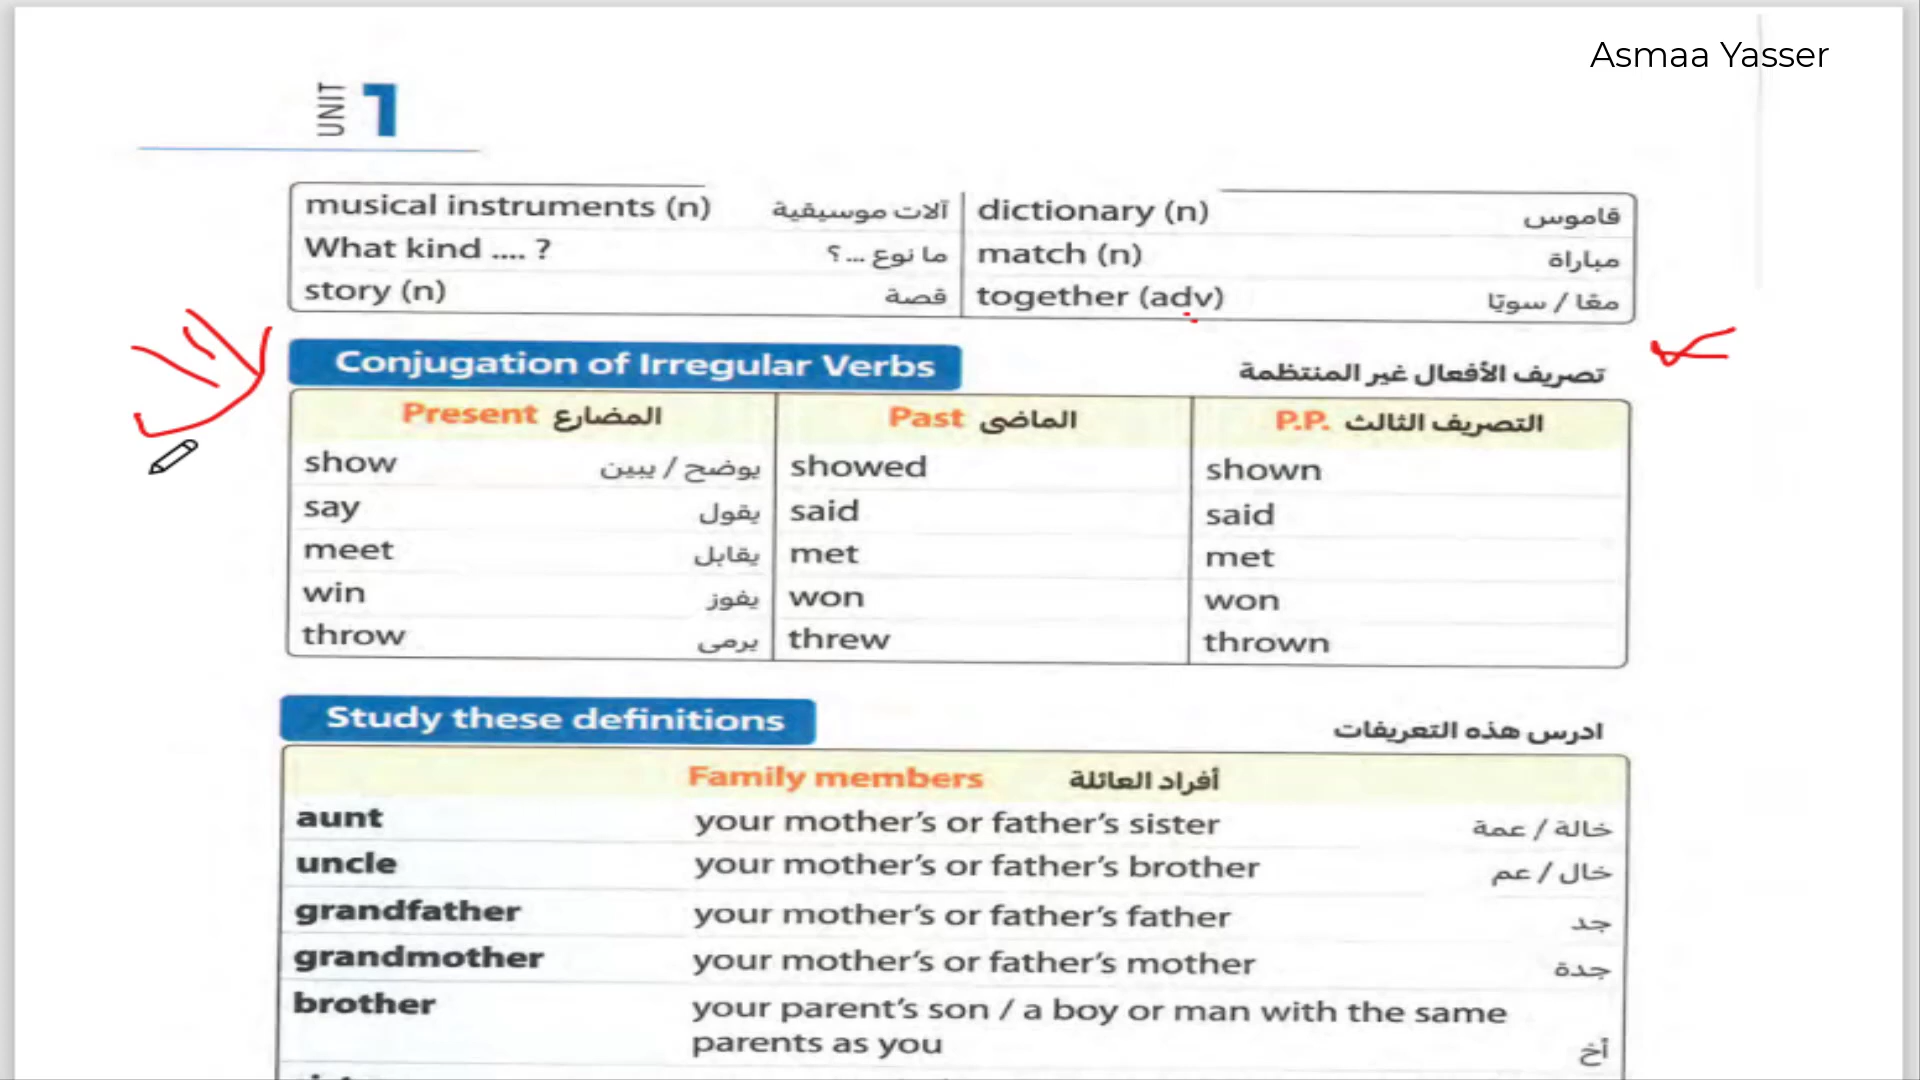 Asmaa Yasser
UNIT 1
musical instruments (n) آلات موسيقية dictionary (n) قاموس
What kind .... ? ما نوع ...؟ match (n) مباراة
story (n) قصة together (adv) معًا / سويًا
Conjugation of Irregular Verbs تصريف الأفعال غير المنتظمة
Present المضارع Past الماضى P.P. التصريف الثالث
show يوضح / يبين showed shown
say يقول said said
meet يقابل met met
win يفوز won won
throw يرمى threw thrown
Study these definitions ادرس هذه التعريفات
Family members أفراد العائلة
aunt your mother’s or father’s sister خالة / عمة
uncle your mother’s or father’s brother خال / عم
grandfather your mother’s or father’s father جد
grandmother your mother’s or father’s mother جدة
brother your parent’s son / a boy or man with the same
parents as you أخ